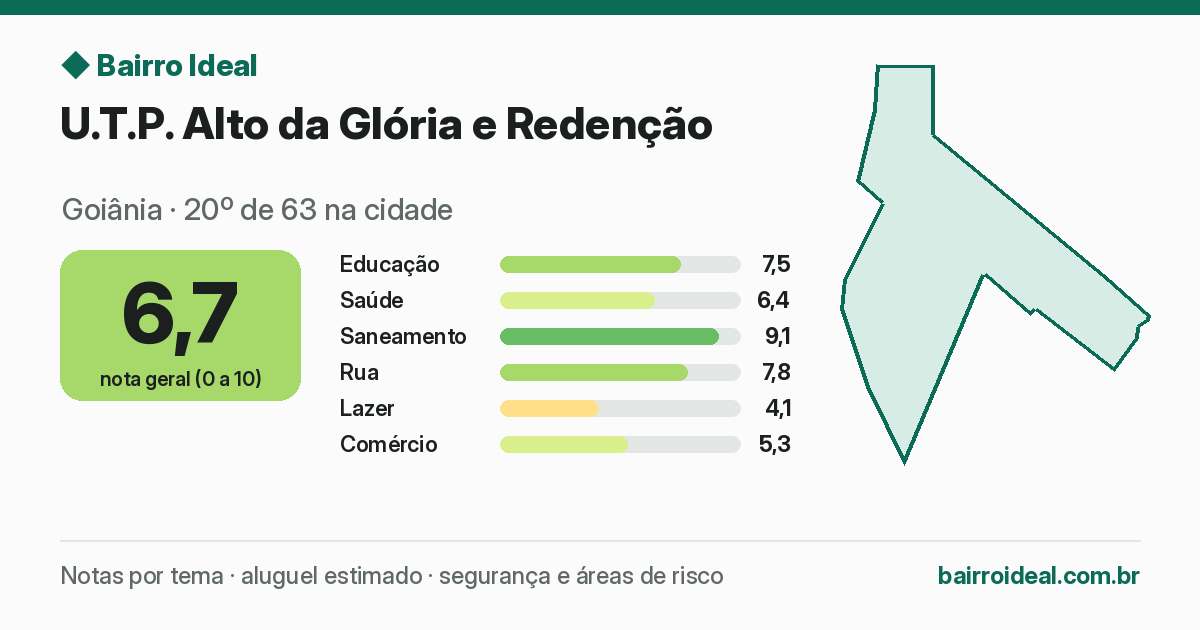 Bairro Ideal
U.T.P. Alto da Glória e Redenção
Goiânia · 20º de 63 na cidade
6,7
nota geral (0 a 10)
Educação 7,5
Saúde 6,4
Saneamento 9,1
Rua 7,8
Lazer 4,1
Comércio 5,3
Notas por tema · aluguel estimado · segurança e áreas de risco
bairroideal.com.br